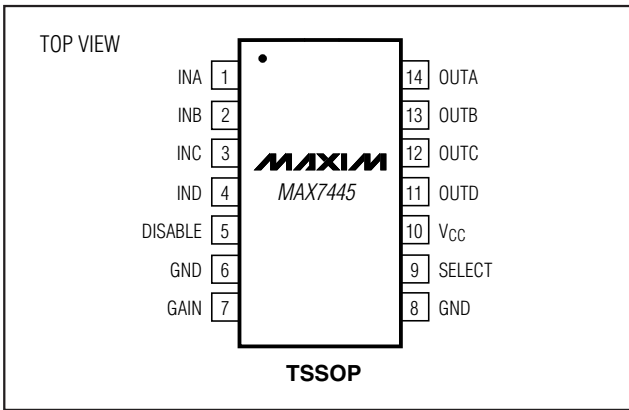 TOP VIEW
INA 1 14 OUTA
INB 2 13 OUTB
INC 3 12 OUTC
MAXIM
IND 4 MAX7445 11 OUTD
DISABLE 5 10 VCC
GND 6 9 SELECT
GAIN 7 8 GND
TSSOP